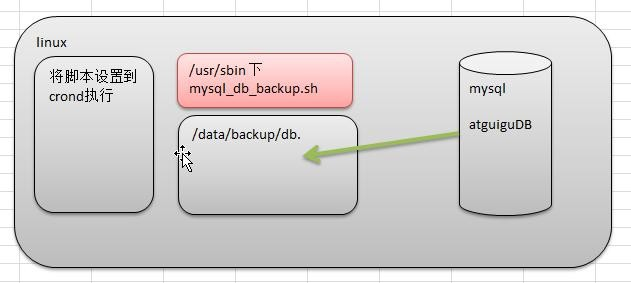 linux
将脚本设置到
crond执行
/usr/sbin 下
mysql_db_backup.sh
/data/backup/db.
mysql
atguiguDB